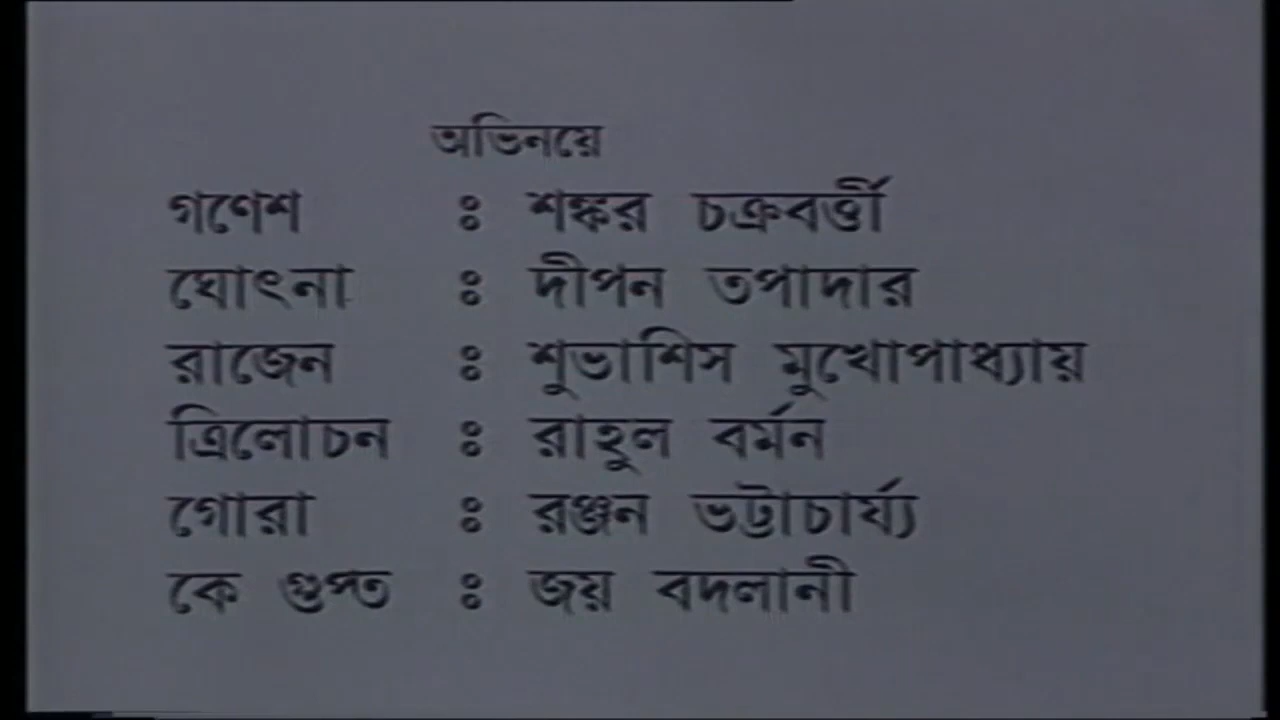 অভিনয়ে
গণেশ : শঙ্কর চক্রবর্ত্তী
ঘোৎনা : দীপন তপাদার
রাজেন : শুভাশিস মুখোপাধ্যায়
ত্রিলোচন : রাহুল বর্মন
গোরা : রঞ্জন ভট্টাচার্য্য
কে গুপ্ত : জয় বদলানী